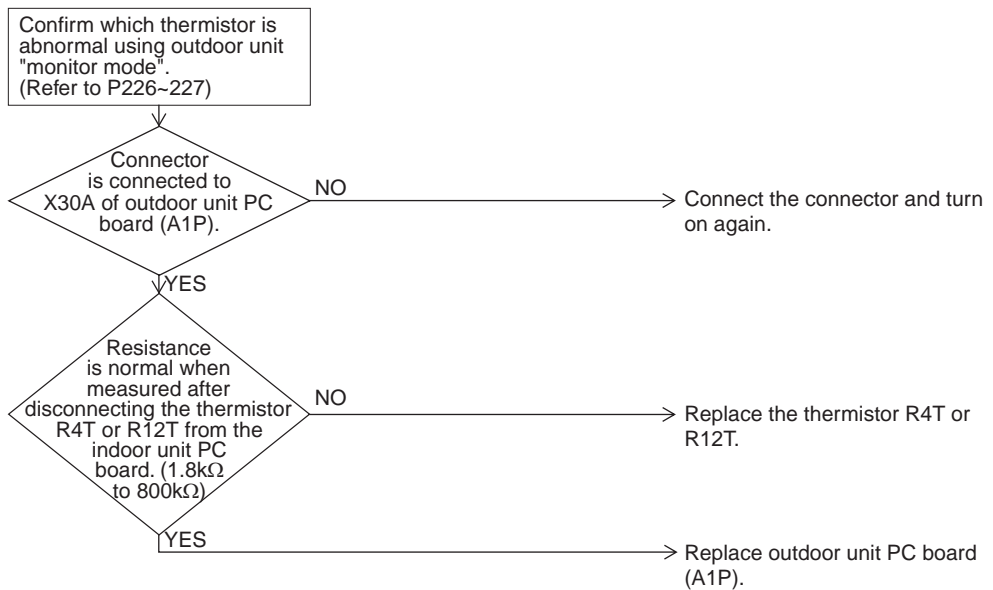 Confirm which thermistor is
abnormal using outdoor unit
"monitor mode".
(Refer to P226~227)
Connector
is connected to
X30A of outdoor unit PC
board (A1P).
NO
Connect the connector and turn
on again.
YES
Resistance
is normal when
measured after
disconnecting the thermistor
R4T or R12T from the
indoor unit PC
board. (1.8kΩ
to 800kΩ)
NO
Replace the thermistor R4T or
R12T.
YES
Replace outdoor unit PC board
(A1P).